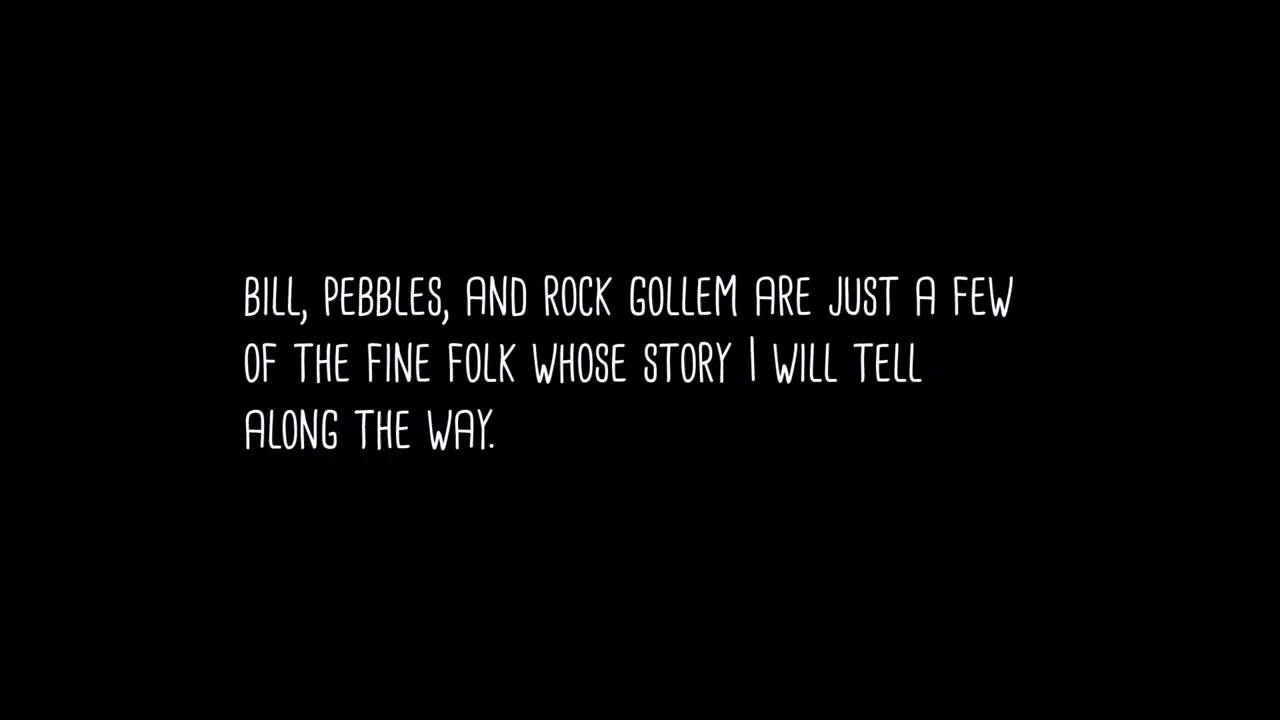 BILL, PEBBLES, AND ROCK GOLLEM ARE JUST A FEW
OF THE FINE FOLK WHOSE STORY I WILL TELL
ALONG THE WAY.